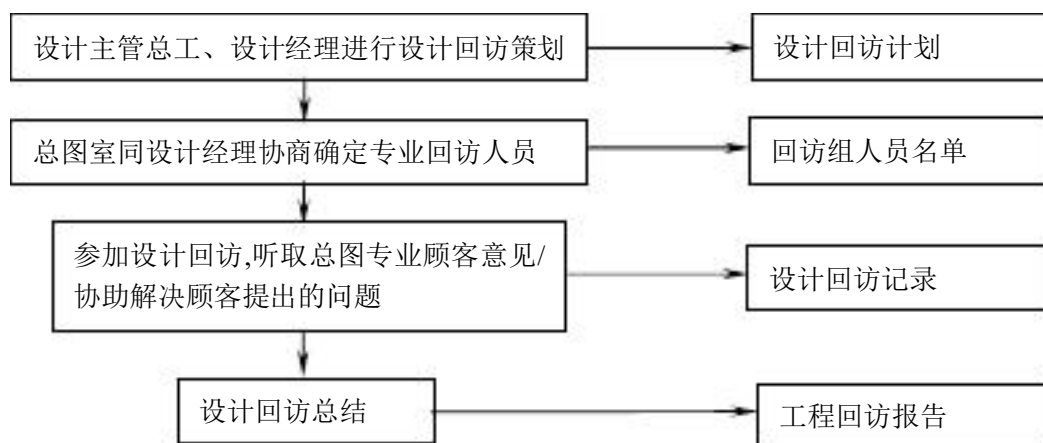 设计主管总工、设计经理进行设计回访策划
设计回访计划
总图室同设计经理协商确定专业回访人员
回访组人员名单
参加设计回访,听取总图专业顾客意见/
协助解决顾客提出的问题
设计回访记录
设计回访总结
工程回访报告